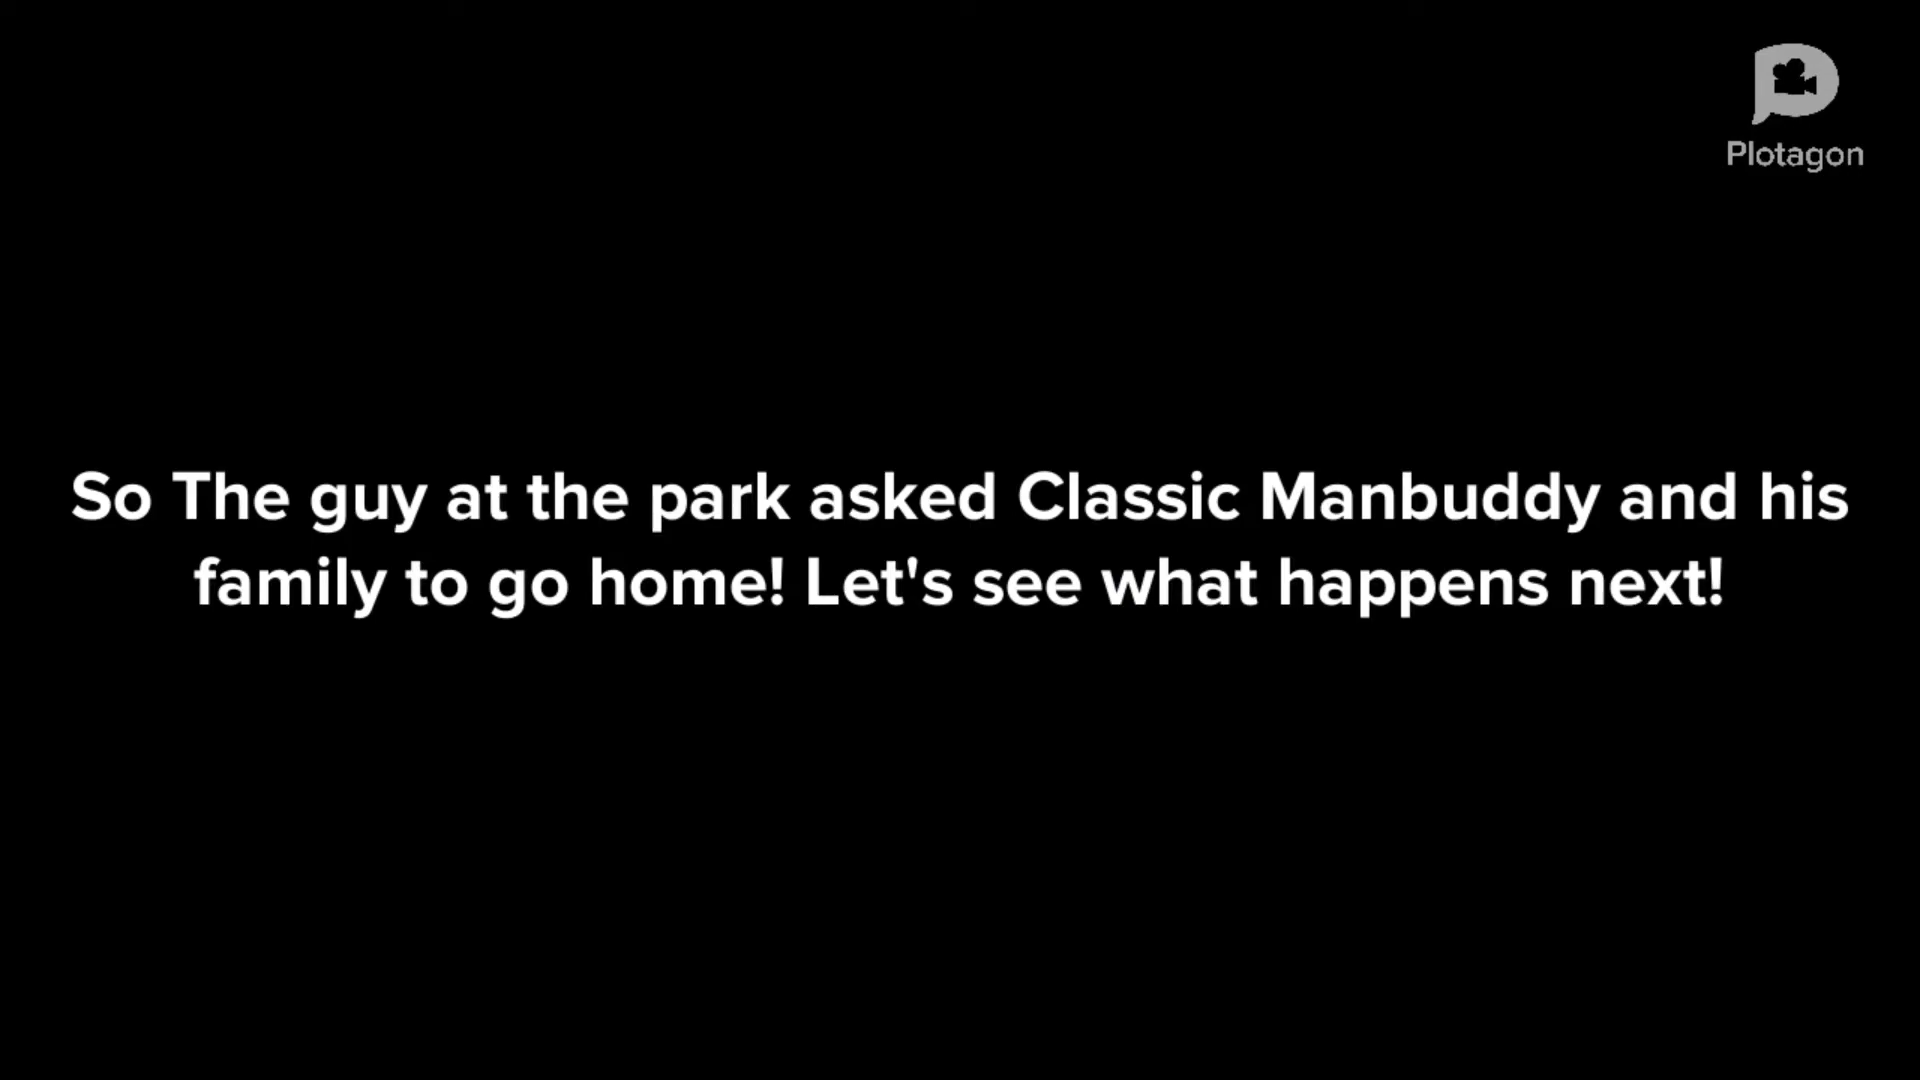 Plotagon
So The guy at the park asked Classic Manbuddy and his
family to go home! Let's see what happens next!